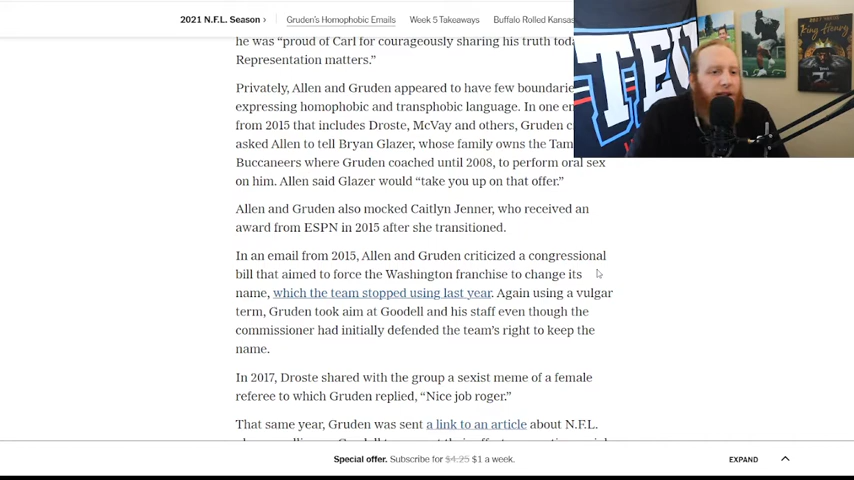 2021 N.F.L. Season › Gruden's Homophobic Emails Week 5 Takeaways Buffalo Rolled Kansas
he was “proud of Carl for courageously sharing his truth toda
Representation matters.”
Privately, Allen and Gruden appeared to have few boundarie
expressing homophobic and transphobic language. In one em
from 2015 that includes Droste, McVay and others, Gruden c
asked Allen to tell Bryan Glazer, whose family owns the Tam
Buccaneers where Gruden coached until 2008, to perform oral sex
on him. Allen said Glazer would “take you up on that offer.”
Allen and Gruden also mocked Caitlyn Jenner, who received an
award from ESPN in 2015 after she transitioned.
In an email from 2015, Allen and Gruden criticized a congressional
bill that aimed to force the Washington franchise to change its
name, which the team stopped using last year. Again using a vulgar
term, Gruden took aim at Goodell and his staff even though the
commissioner had initially defended the team's right to keep the
name.
In 2017, Droste shared with the group a sexist meme of a female
referee to which Gruden replied, “Nice job roger.”
That same year, Gruden was sent a link to an article about N.F.L.
Special offer. Subscribe for $4.25 $1 a week.
EXPAND
TE
King Henry